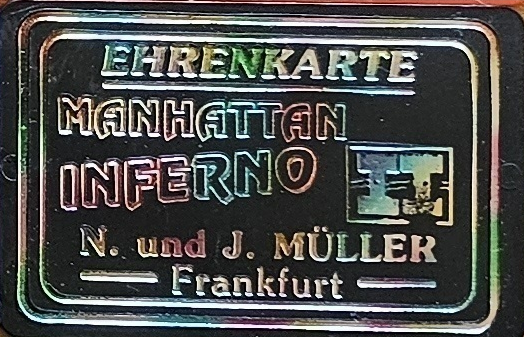 EHRENKARTE
MANHATTAN
INFERNO
N. und J. MÜLLER
Frankfurt